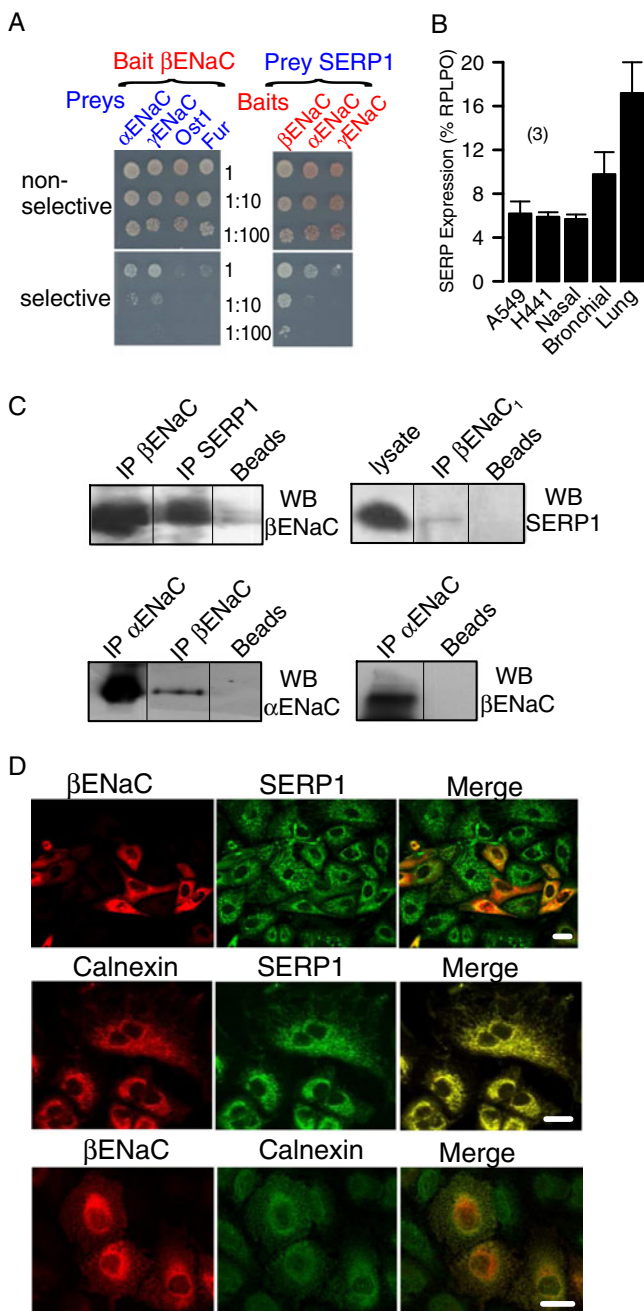 A
Bait βENaC
Prey SERP1
Preys
αENaC
γENaC
Ost1
Fur
Baits
βENaC
αENaC
γENaC
non-
selective
1
1:10
1:100
selective
1
1:10
1:100
B
SERP Expression (% RPLPO)
20
16
12
8
4
0
(3)
A549
H441
Nasal
Bronchial
Lung
C
IP βENaC
IP SERP1
Beads
WB
βENaC
lysate
IP βENaC₁
Beads
WB
SERP1
IP αENaC
IP βENaC
Beads
WB
αENaC
IP αENaC
Beads
WB
βENaC
D
βENaC
SERP1
Merge
Calnexin
SERP1
Merge
βENaC
Calnexin
Merge